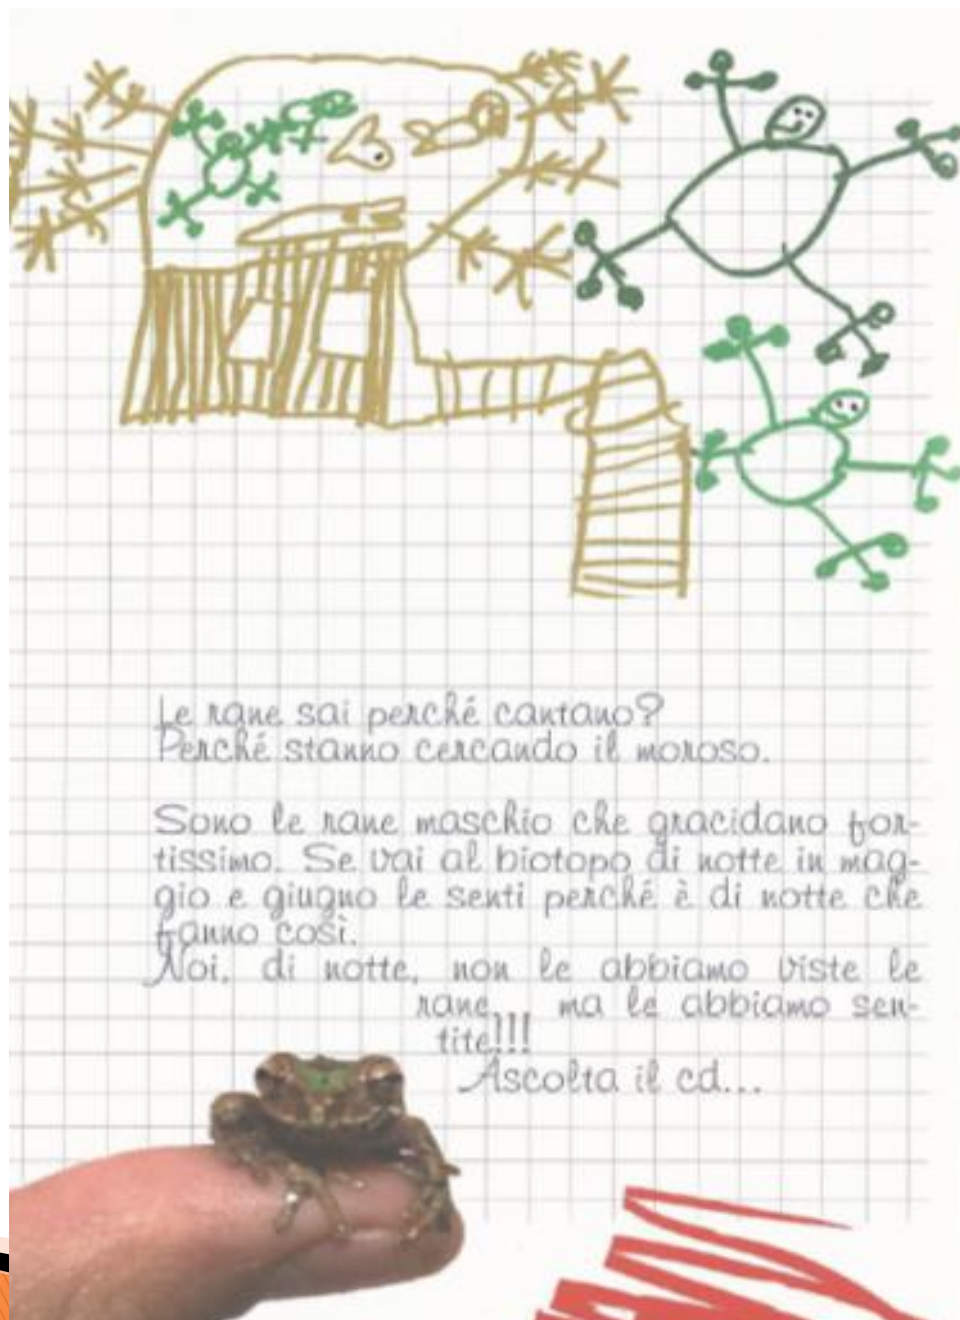 Le rane sai perché cantano?
Perché stanno cercando il moroso.
Sono le rane maschio che gracidano for-
tissimo. Se vai al biotopo di notte in mag-
gio e giugno le senti perché è di notte che
fanno così.
Noi, di notte, non le abbiamo viste le
rane... ma le abbiamo sen-
tite!!!
Ascolta il cd...